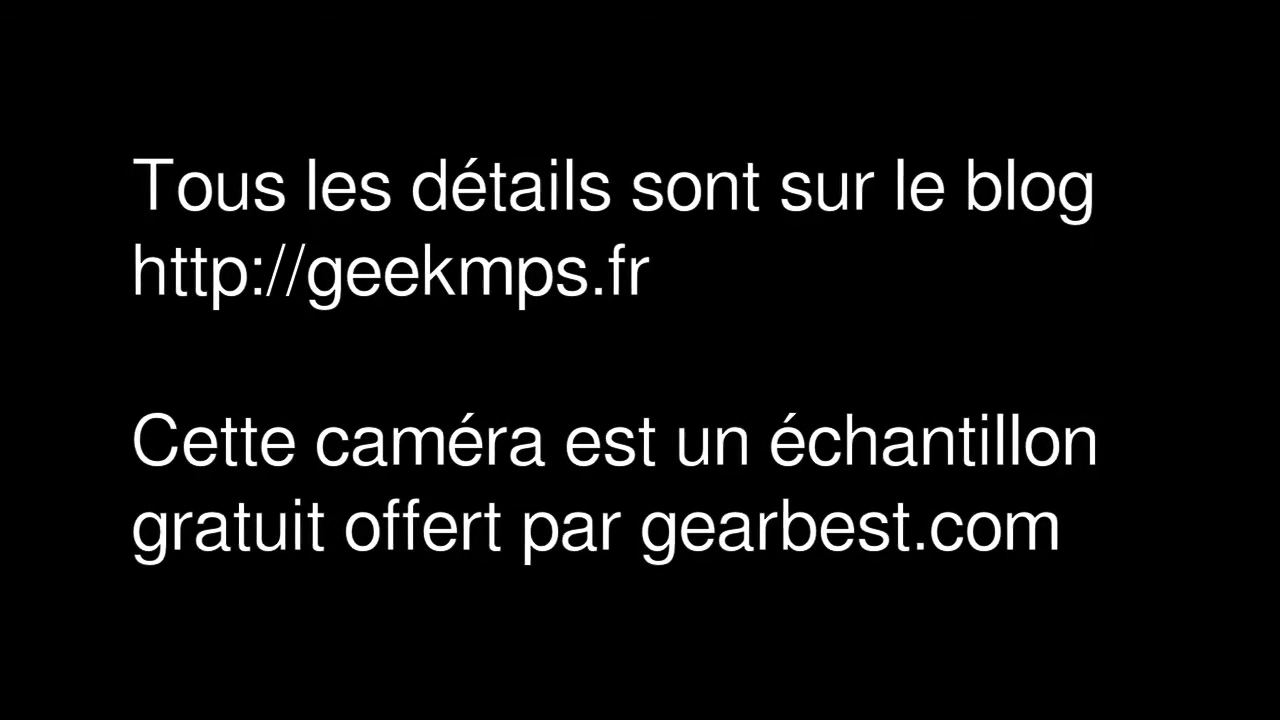 Tous les détails sont sur le blog
http://geekmps.fr
Cette caméra est un échantillon
gratuit offert par gearbest.com